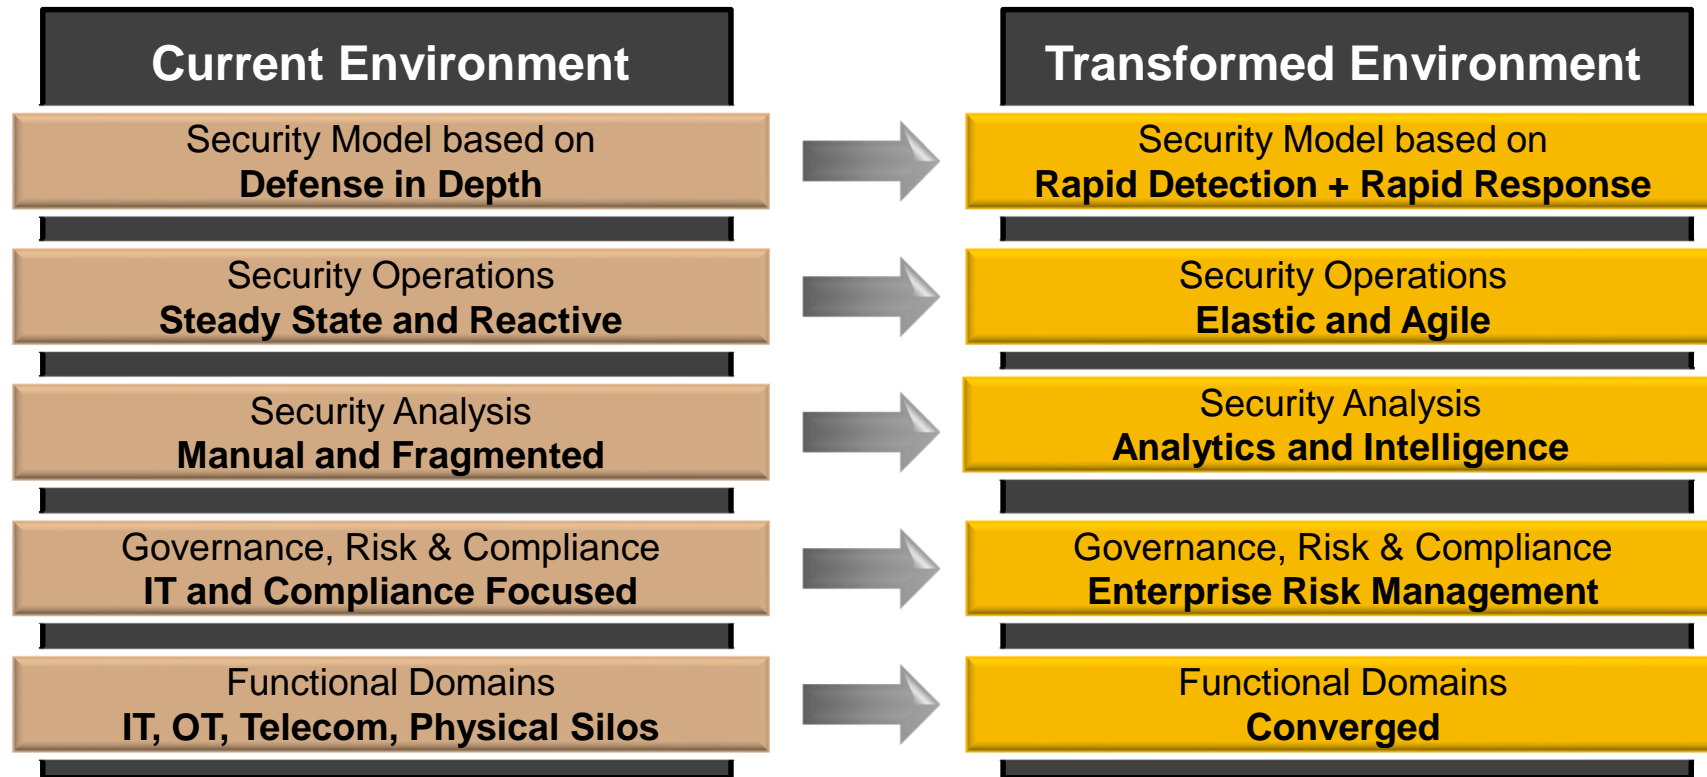 Current Environment
Transformed Environment
Security Model based on
Defense in Depth
Security Model based on
Rapid Detection + Rapid Response
Security Operations
Steady State and Reactive
Security Operations
Elastic and Agile
Security Analysis
Manual and Fragmented
Security Analysis
Analytics and Intelligence
Governance, Risk & Compliance
IT and Compliance Focused
Governance, Risk & Compliance
Enterprise Risk Management
Functional Domains
IT, OT, Telecom, Physical Silos
Functional Domains
Converged